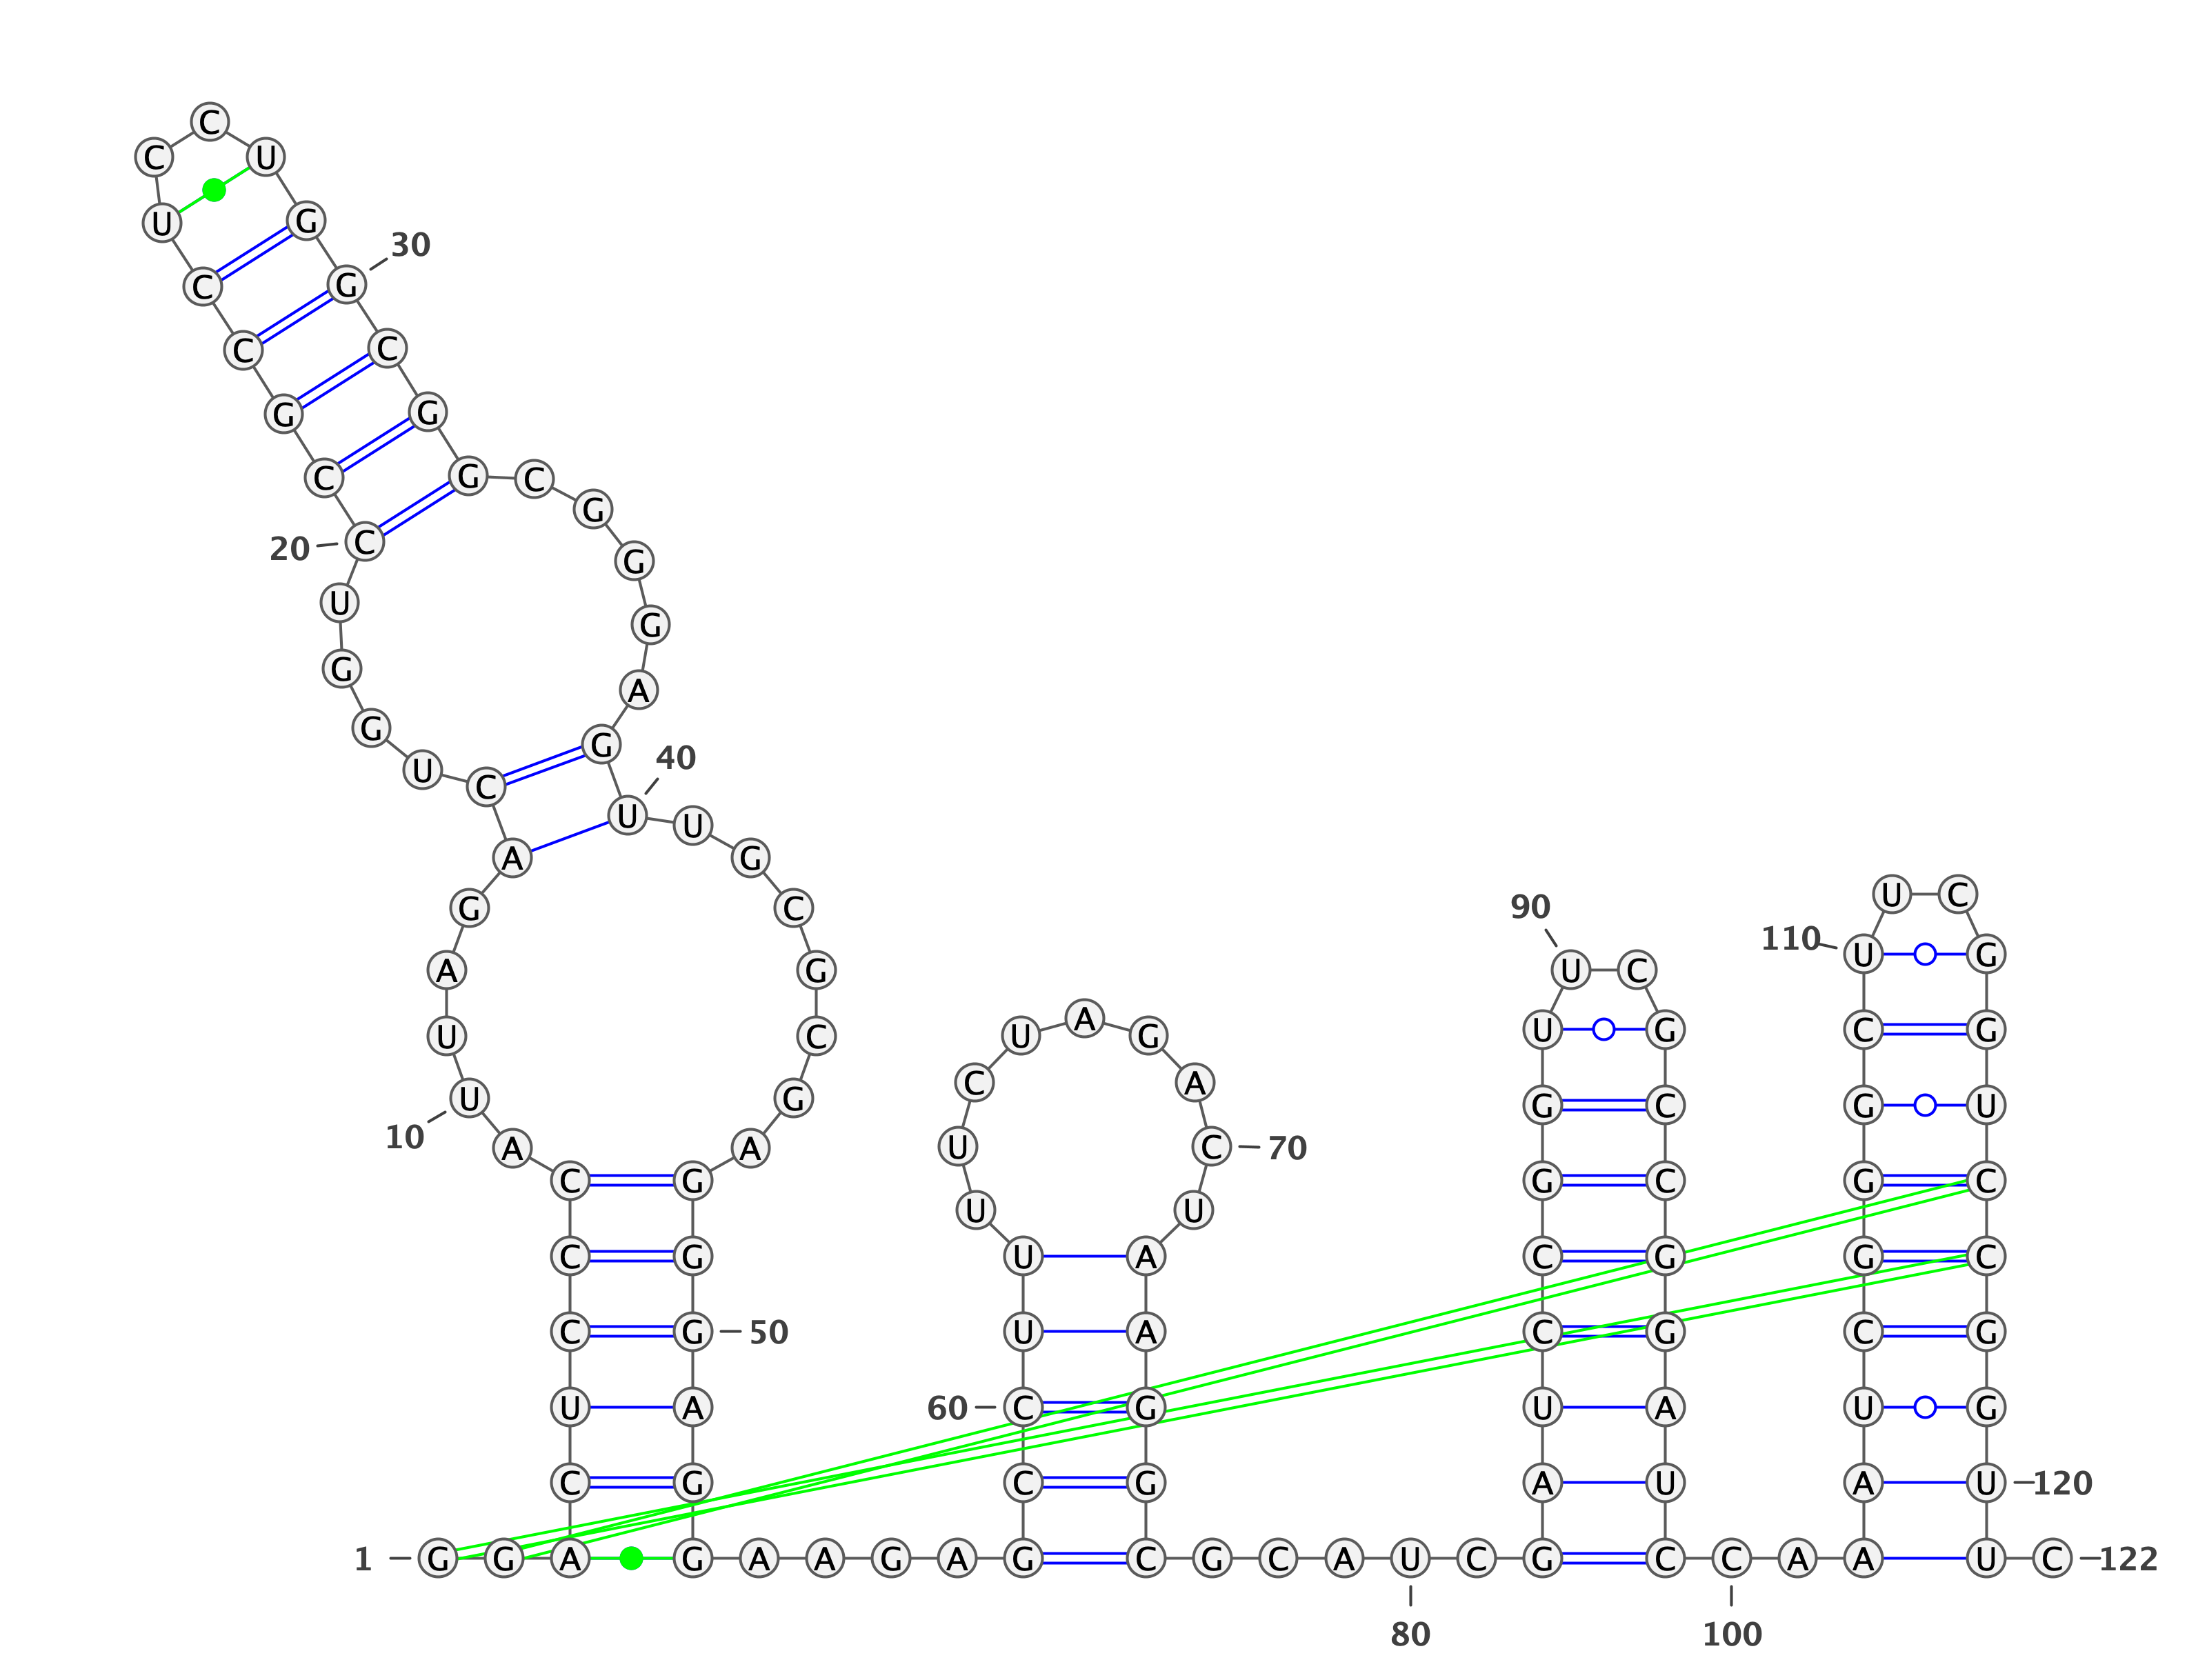 C
C U
U G 30
C G
C C
G G
C G C G
20 C G
U G
G A
G G
U C 40
U U
A G
G C 90 U C 110
A G U C U G
U C U A G U G C G
U G C A G C G U
10 A A U C 70 G C G C
C G U U C G G C
C G U A C G C G
C G 50 U A U A U G
U A 60 C G A U A U 120
C G C G
1 G G A G A A G A G C G C A U C G C C A A U C 122
80 100